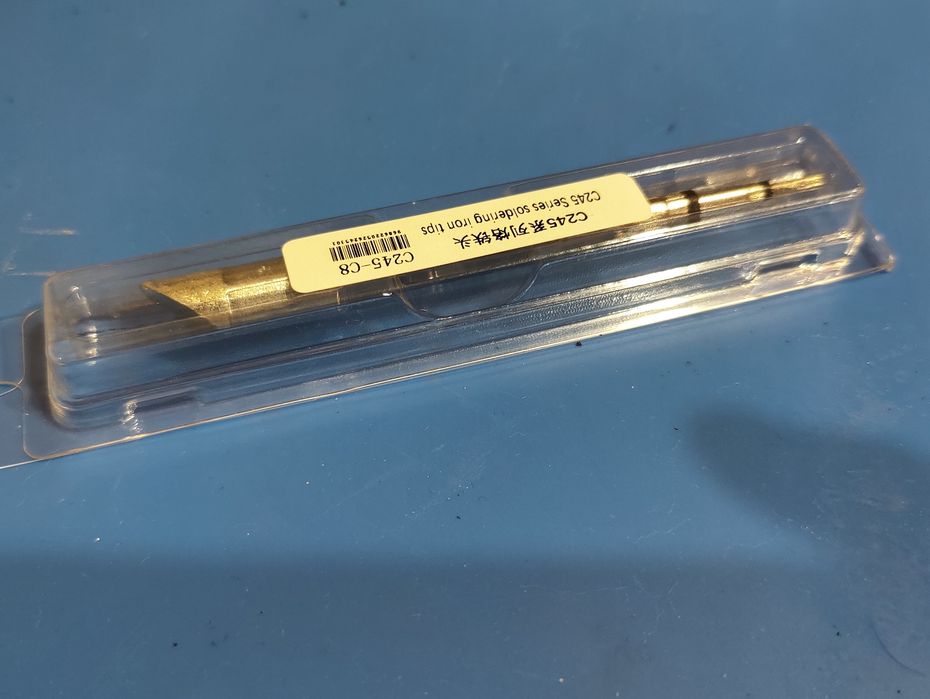 C245系列烙铁头
C245 Series soldering iron tips
C245-C8